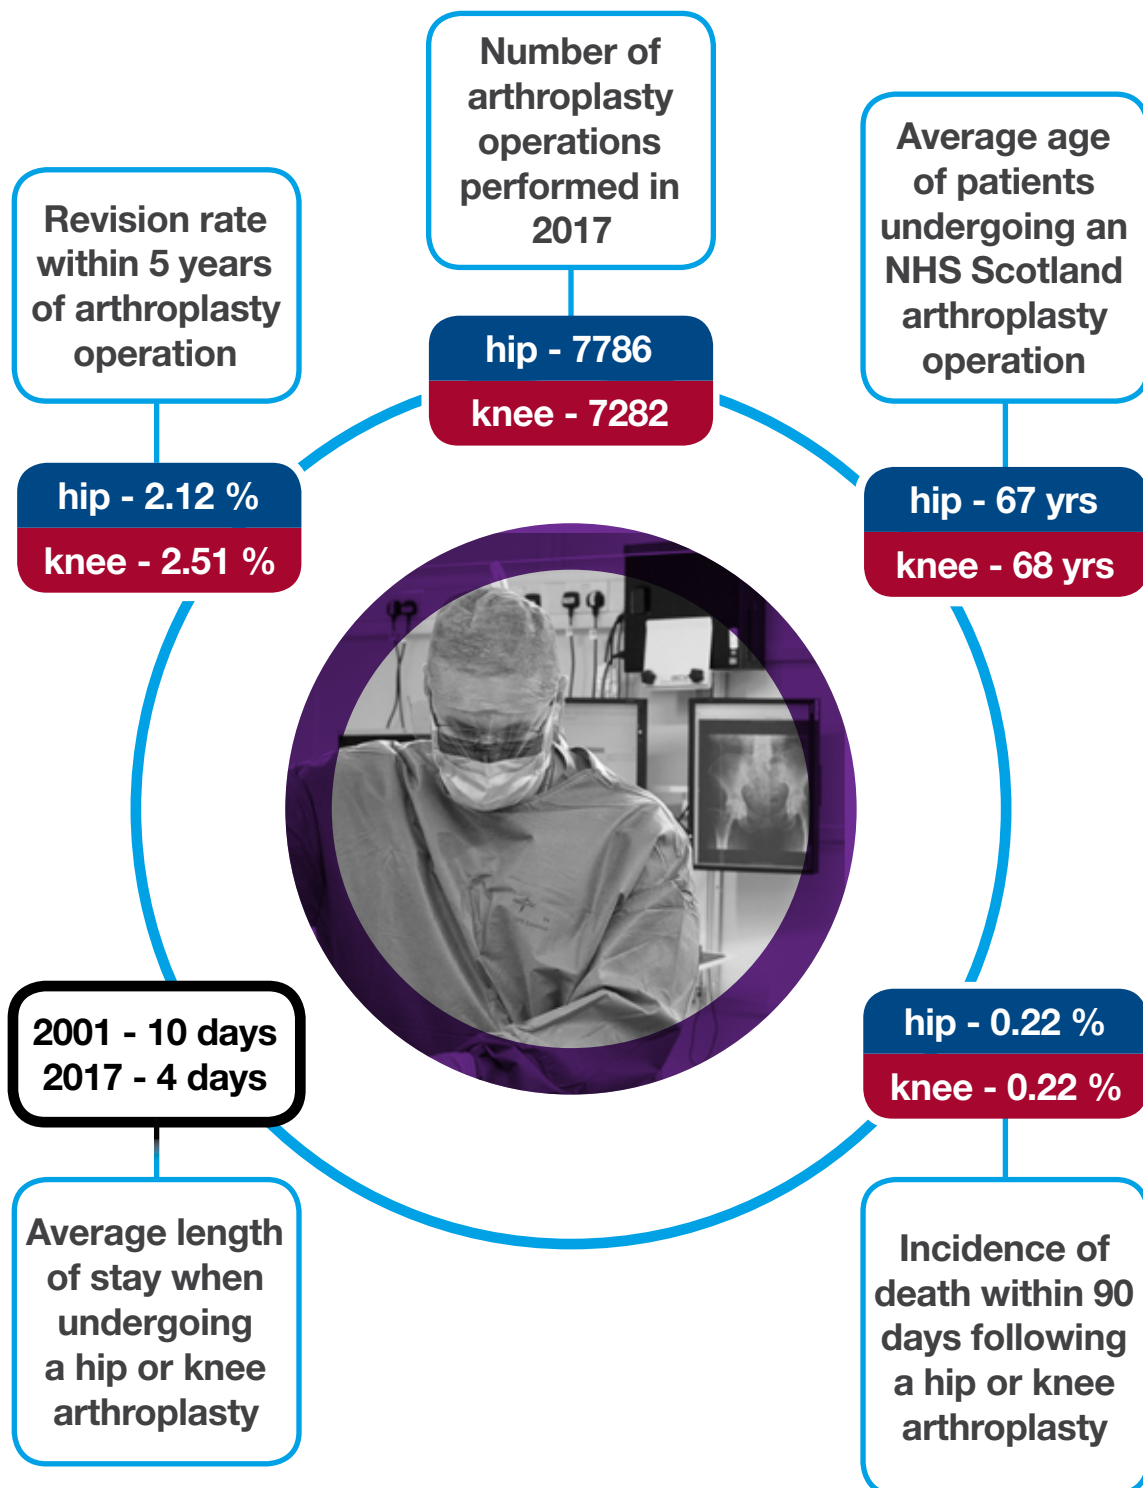 Number of
arthroplasty
operations
performed in
2017
hip - 7786
knee - 7282
Average age
of patients
undergoing an
NHS Scotland
arthroplasty
operation
hip - 67 yrs
knee - 68 yrs
Revision rate
within 5 years
of arthroplasty
operation
hip - 2.12 %
knee - 2.51 %
2001 - 10 days
2017 - 4 days
Average length
of stay when
undergoing
a hip or knee
arthroplasty
hip - 0.22 %
knee - 0.22 %
Incidence of
death within 90
days following
a hip or knee
arthroplasty